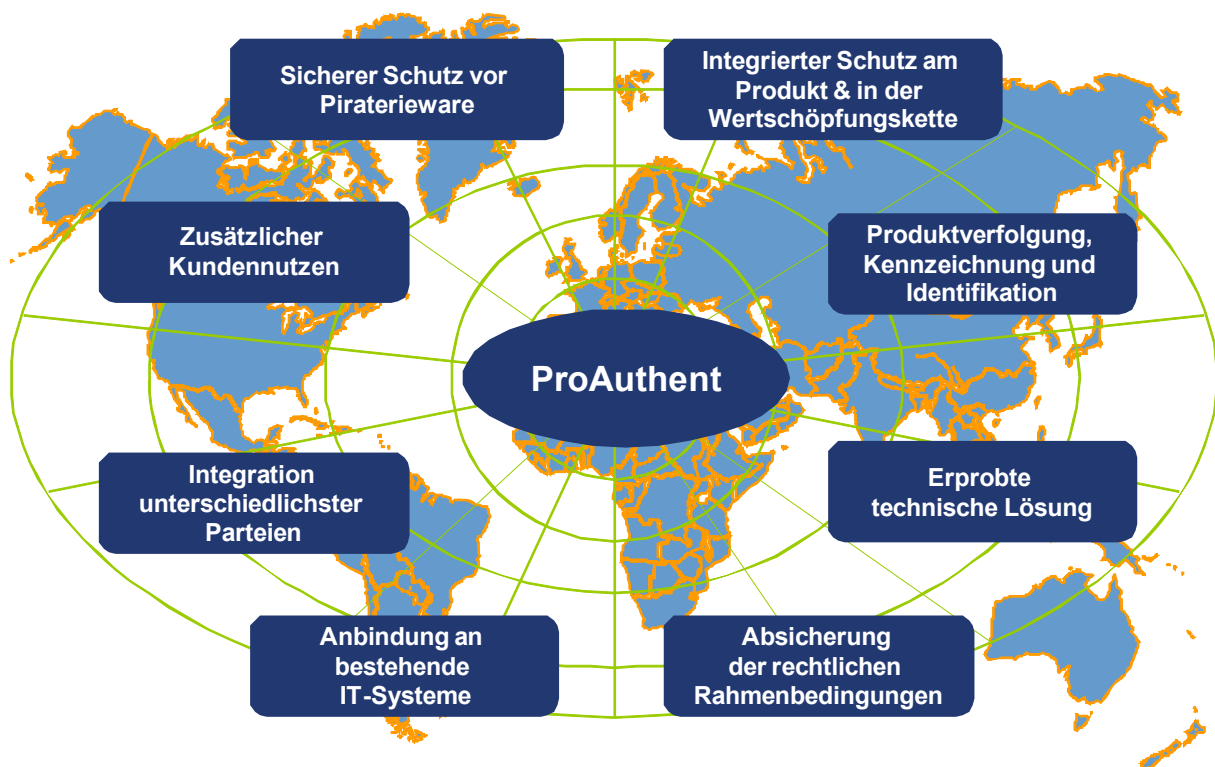 Sicherer Schutz vor
Piraterieware
Integrierter Schutz am
Produkt & in der
Wertschöpfungskette
Zusätzlicher
Kundennutzen
Produktverfolgung,
Kennzeichnung und
Identifikation
ProAuthent
Integration
unterschiedlichster
Parteien
Erprobte
technische Lösung
Anbindung an
bestehende
IT-Systeme
Absicherung
der rechtlichen
Rahmenbedingungen